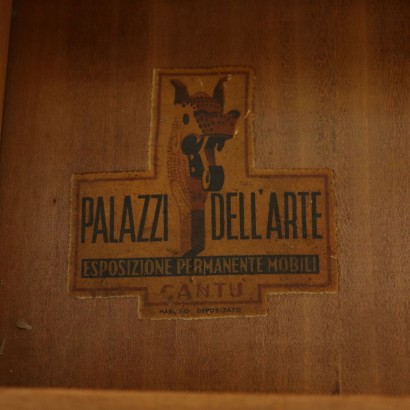 PALAZZI DELL'ARTE
ESPOSIZIONE PERMANENTE MOBILI
CANTU'
MARCHIO DEPOSITATO